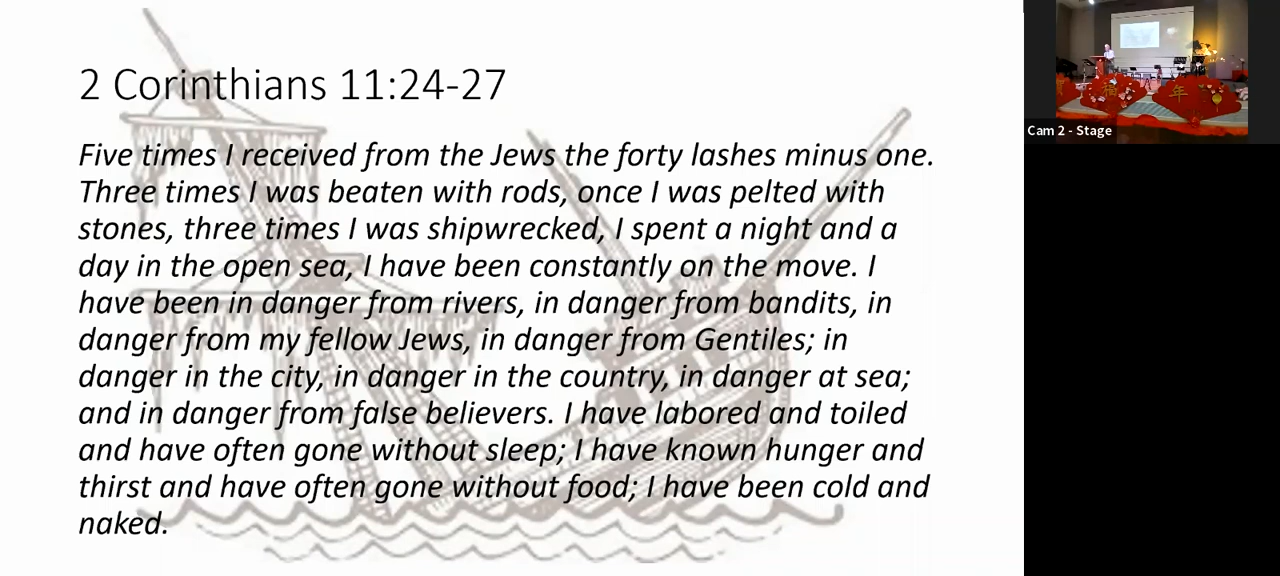 2 Corinthians 11:24-27
Five times I received from the Jews the forty lashes minus one.
Three times I was beaten with rods, once I was pelted with
stones, three times I was shipwrecked, I spent a night and a
day in the open sea, I have been constantly on the move. I
have been in danger from rivers, in danger from bandits, in
danger from my fellow Jews, in danger from Gentiles; in
danger in the city, in danger in the country, in danger at sea;
and in danger from false believers. I have labored and toiled
and have often gone without sleep; I have known hunger and
thirst and have often gone without food; I have been cold and
naked.
福 年
Cam 2 - Stage